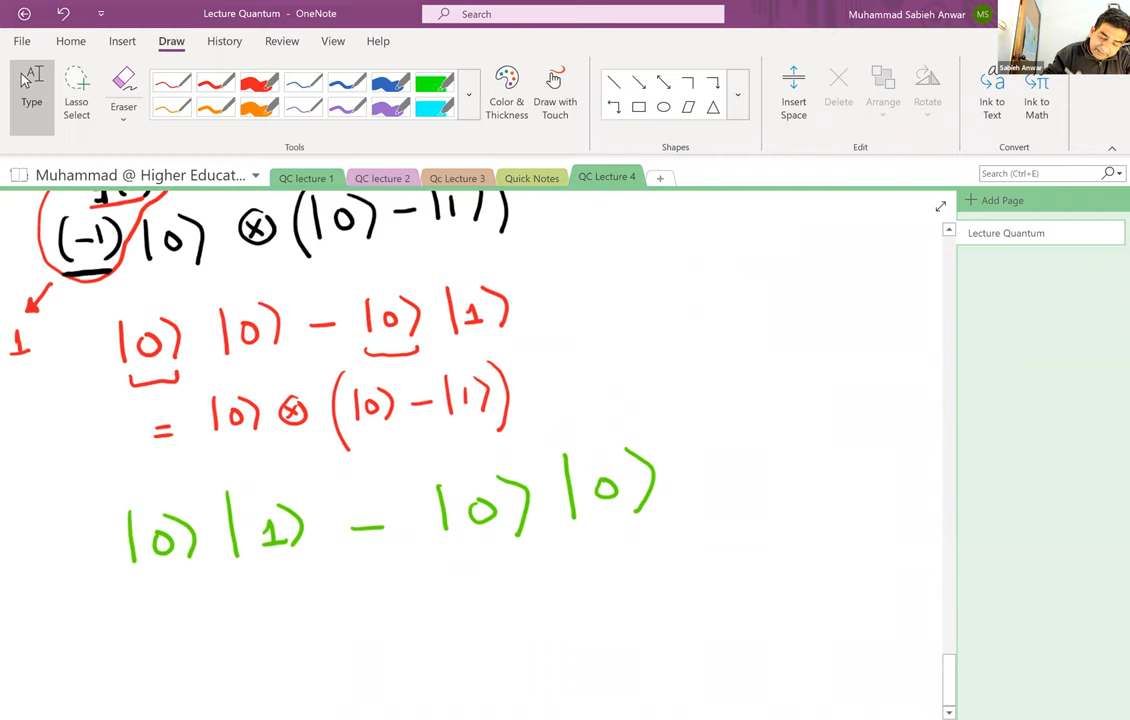 Lecture Quantum - OneNote
Search
Muhammad Sabieh Anwar
MS
File Home Insert Draw History Review View Help
Type
Lasso Select
Eraser
Color & Thickness
Draw with Touch
Insert Space
Delete
Arrange
Rotate
Ink to Text
Ink to Math
Sabieh Anwar
Tools
Shapes
Edit
Convert
Muhammad @ Higher Educat...
QC lecture 1
QC lecture 2
Qc Lecture 3
Quick Notes
QC Lecture 4
Search (Ctrl+E)
Add Page
Lecture Quantum
(-1) |0⟩ ⊗ (|0⟩ - |1⟩)
1
|0⟩ |0⟩ - |0⟩ |1⟩
= |0⟩ ⊗ (|0⟩ - |1⟩)
|0⟩ |1⟩ - |0⟩ |0⟩